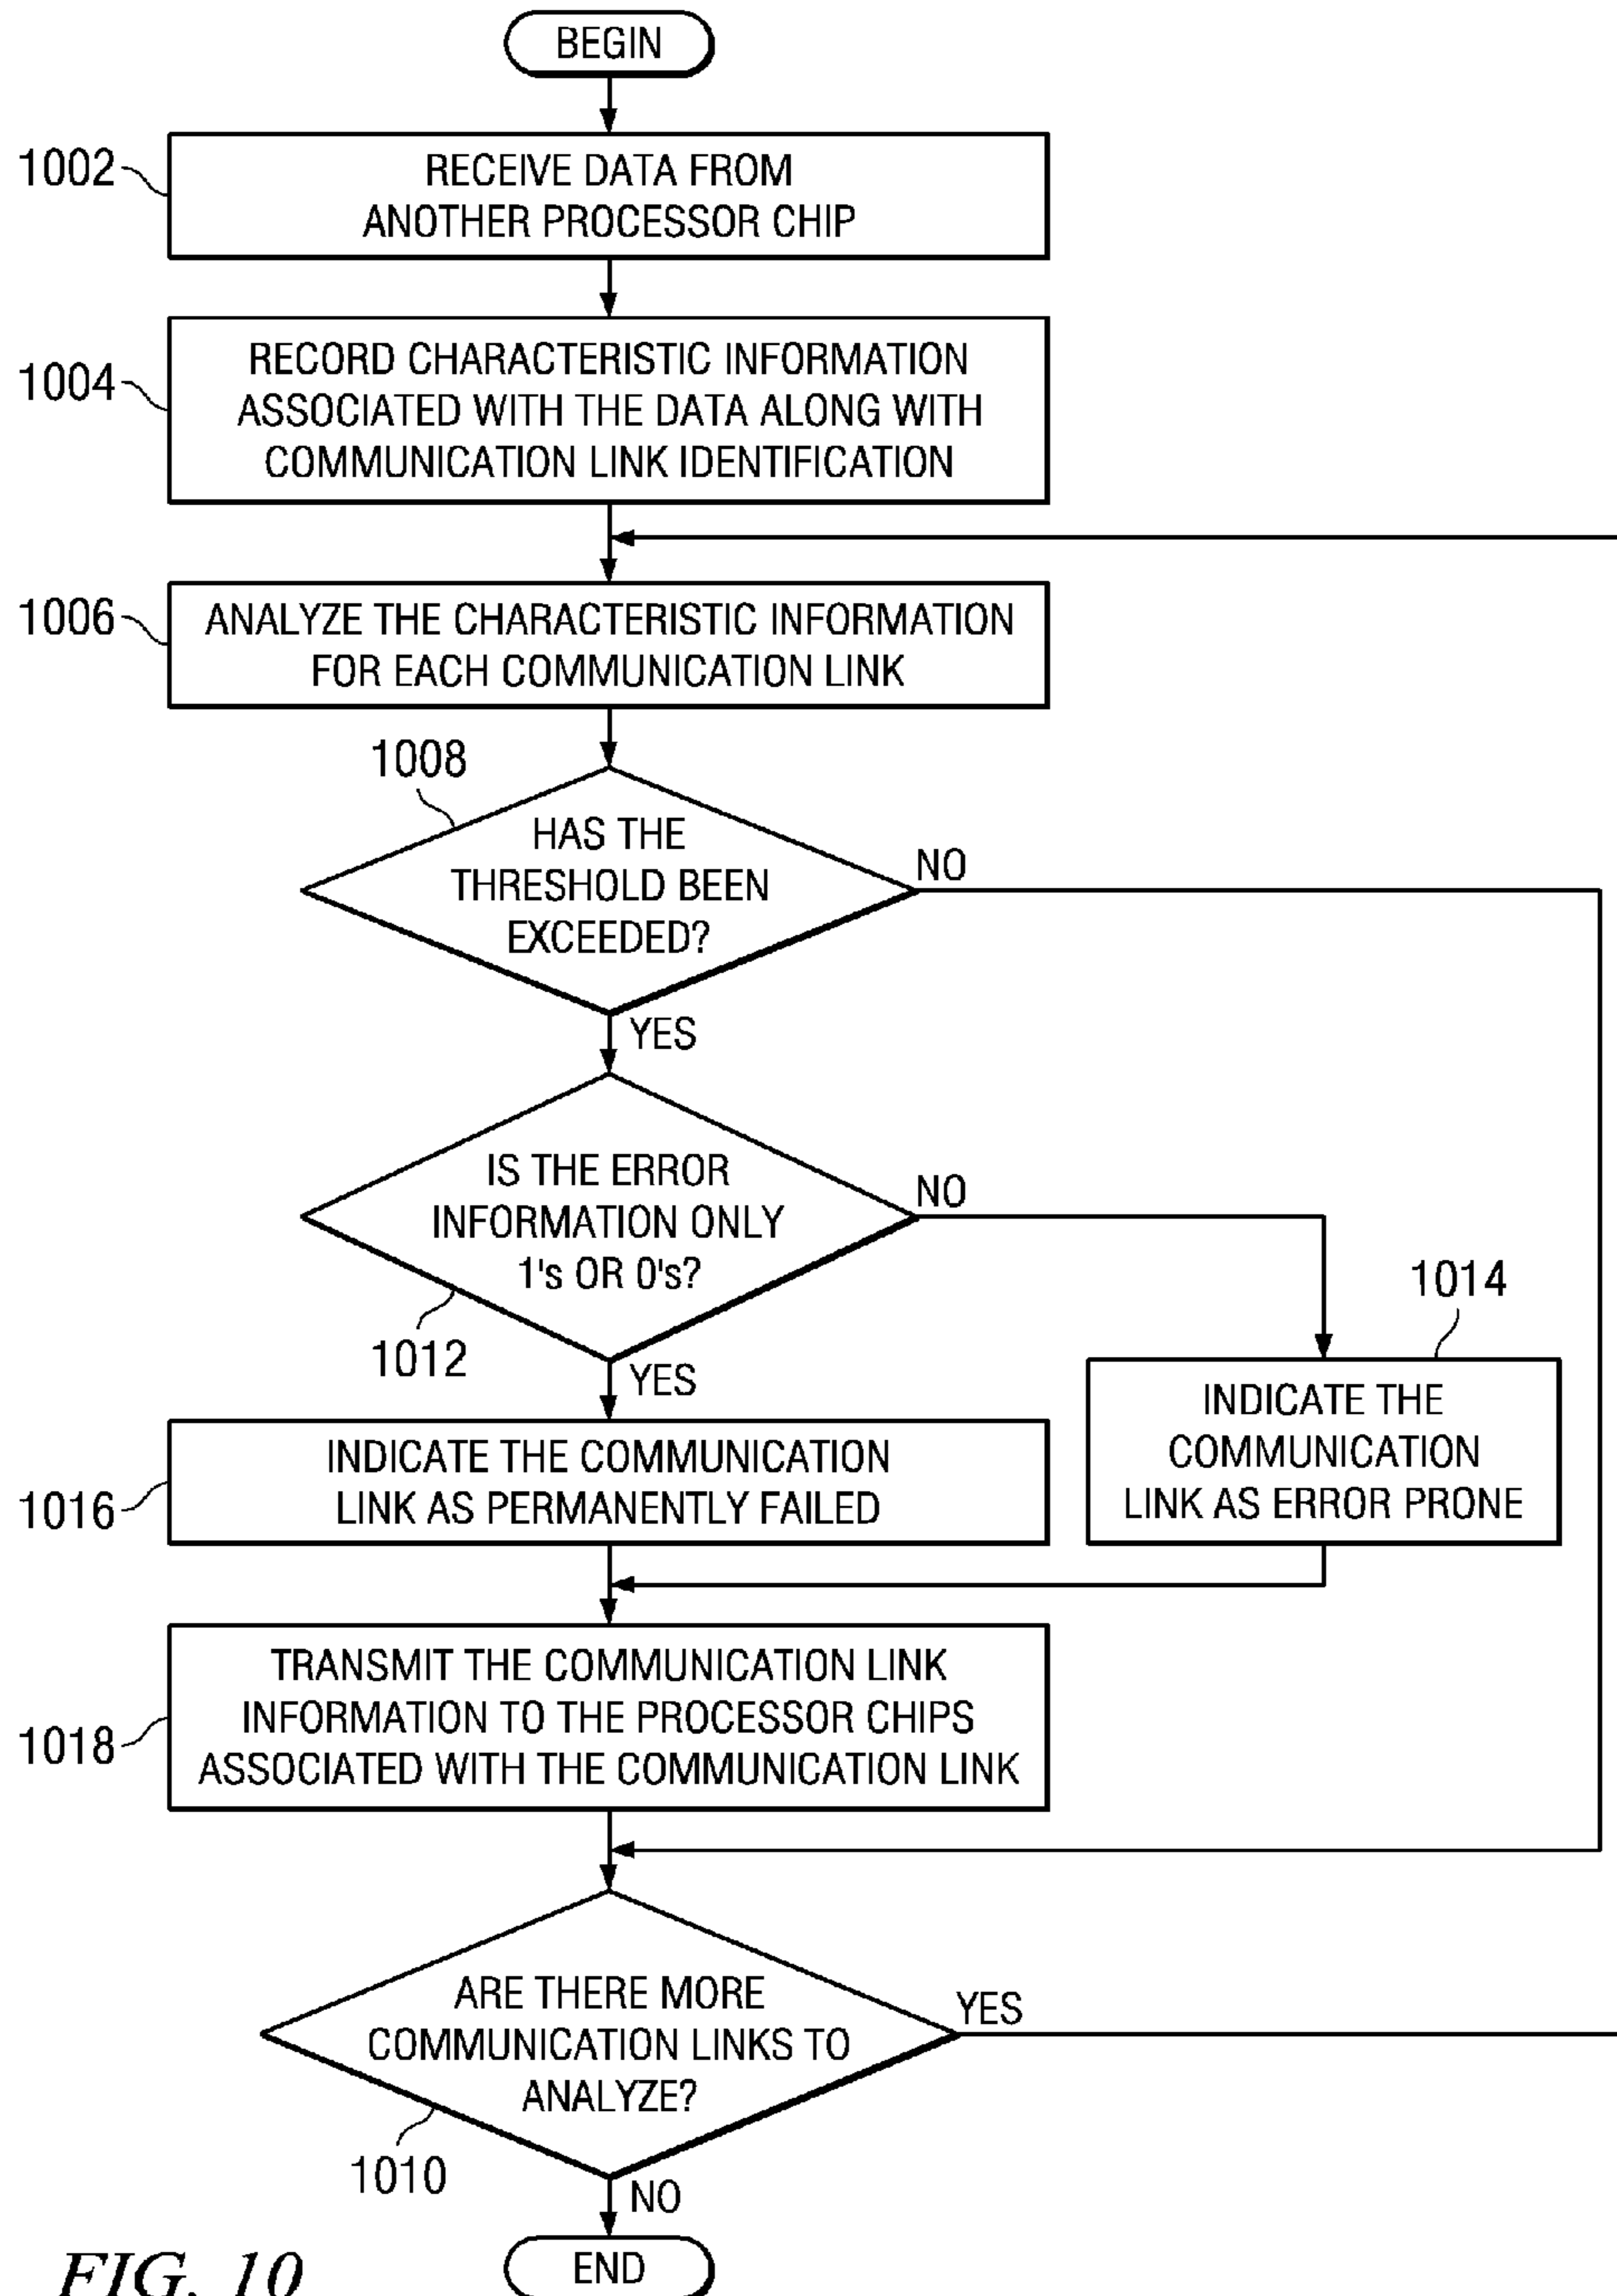 BEGIN
1002
RECEIVE DATA FROM
ANOTHER PROCESSOR CHIP
1004
RECORD CHARACTERISTIC INFORMATION
ASSOCIATED WITH THE DATA ALONG WITH
COMMUNICATION LINK IDENTIFICATION
1006
ANALYZE THE CHARACTERISTIC INFORMATION
FOR EACH COMMUNICATION LINK
1008
HAS THE
THRESHOLD BEEN
EXCEEDED?
NO
YES
IS THE ERROR
INFORMATION ONLY
1's OR 0's?
NO
1012
YES
1014
INDICATE THE
COMMUNICATION
LINK AS ERROR PRONE
1016
INDICATE THE COMMUNICATION
LINK AS PERMANENTLY FAILED
1018
TRANSMIT THE COMMUNICATION LINK
INFORMATION TO THE PROCESSOR CHIPS
ASSOCIATED WITH THE COMMUNICATION LINK
ARE THERE MORE
COMMUNICATION LINKS TO
ANALYZE?
YES
1010
NO
END
FIG. 10